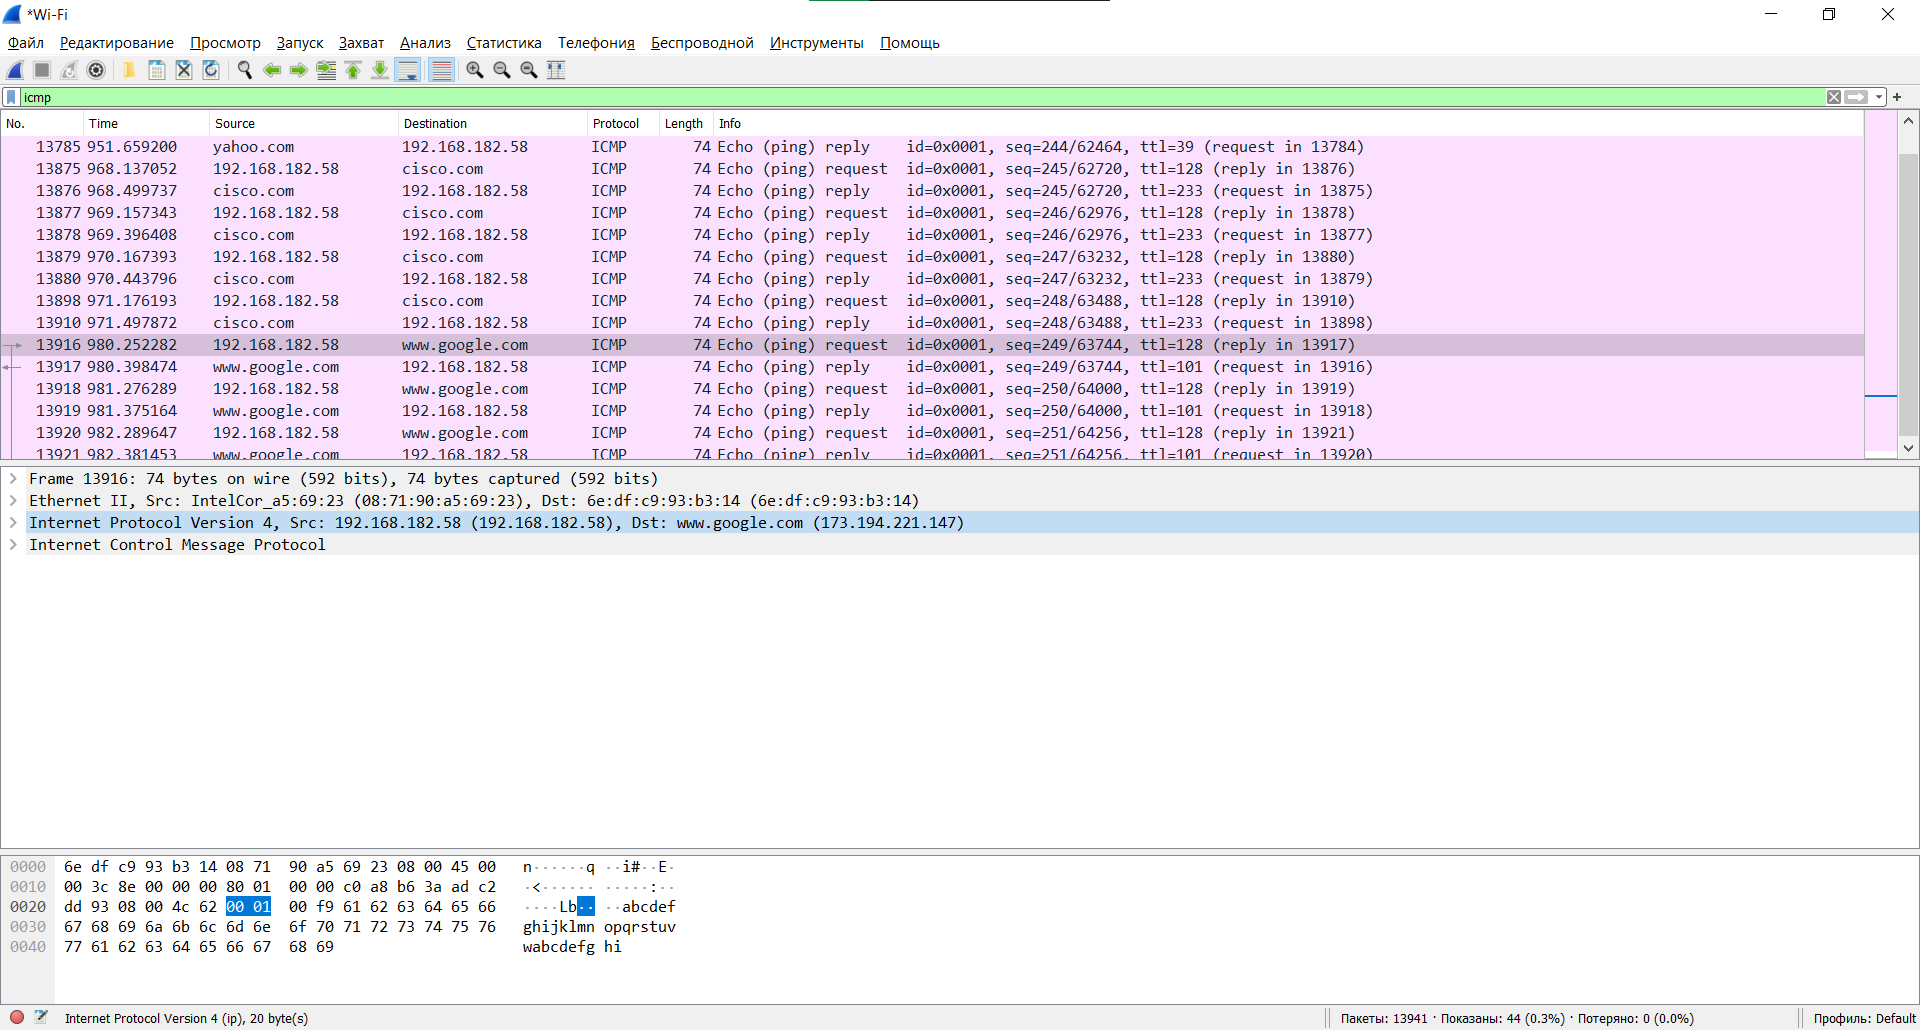 *Wi-Fi
Файл Редактирование Просмотр Запуск Захват Анализ Статистика Телефония Беспроводной Инструменты Помощь
icmp
No. Time Source Destination Protocol Length Info
13785 951.659200 yahoo.com 192.168.182.58 ICMP 74 Echo (ping) reply id=0x0001, seq=244/62464, ttl=39 (request in 13784)
13875 968.137052 192.168.182.58 cisco.com ICMP 74 Echo (ping) request id=0x0001, seq=245/62720, ttl=128 (reply in 13876)
13876 968.499737 cisco.com 192.168.182.58 ICMP 74 Echo (ping) reply id=0x0001, seq=245/62720, ttl=233 (request in 13875)
13877 969.157343 192.168.182.58 cisco.com ICMP 74 Echo (ping) request id=0x0001, seq=246/62976, ttl=128 (reply in 13878)
13878 969.396408 cisco.com 192.168.182.58 ICMP 74 Echo (ping) reply id=0x0001, seq=246/62976, ttl=233 (request in 13877)
13879 970.167393 192.168.182.58 cisco.com ICMP 74 Echo (ping) request id=0x0001, seq=247/63232, ttl=128 (reply in 13880)
13880 970.443796 cisco.com 192.168.182.58 ICMP 74 Echo (ping) reply id=0x0001, seq=247/63232, ttl=233 (request in 13879)
13898 971.176193 192.168.182.58 cisco.com ICMP 74 Echo (ping) request id=0x0001, seq=248/63488, ttl=128 (reply in 13910)
13910 971.497872 cisco.com 192.168.182.58 ICMP 74 Echo (ping) reply id=0x0001, seq=248/63488, ttl=233 (request in 13898)
13916 980.252282 192.168.182.58 www.google.com ICMP 74 Echo (ping) request id=0x0001, seq=249/63744, ttl=128 (reply in 13917)
13917 980.398474 www.google.com 192.168.182.58 ICMP 74 Echo (ping) reply id=0x0001, seq=249/63744, ttl=101 (request in 13916)
13918 981.276289 192.168.182.58 www.google.com ICMP 74 Echo (ping) request id=0x0001, seq=250/64000, ttl=128 (reply in 13919)
13919 981.375164 www.google.com 192.168.182.58 ICMP 74 Echo (ping) reply id=0x0001, seq=250/64000, ttl=101 (request in 13918)
13920 982.289647 192.168.182.58 www.google.com ICMP 74 Echo (ping) request id=0x0001, seq=251/64256, ttl=128 (reply in 13921)
13921 982.381453 www.google.com 192.168.182.58 ICMP 74 Echo (ping) reply id=0x0001, seq=251/64256, ttl=101 (request in 13920)
Frame 13916: 74 bytes on wire (592 bits), 74 bytes captured (592 bits)
Ethernet II, Src: IntelCor_a5:69:23 (08:71:90:a5:69:23), Dst: 6e:df:c9:93:b3:14 (6e:df:c9:93:b3:14)
Internet Protocol Version 4, Src: 192.168.182.58 (192.168.182.58), Dst: www.google.com (173.194.221.147)
Internet Control Message Protocol
0000 6e df c9 93 b3 14 08 71 90 a5 69 23 08 00 45 00 n······q ··i#··E·
0010 00 3c 8e 00 00 00 80 01 00 00 c0 a8 b6 3a ad c2 ·<······ ·····:··
0020 dd 93 08 00 4c 62 00 01 00 f9 61 62 63 64 65 66 ····Lb·· ··abcdef
0030 67 68 69 6a 6b 6c 6d 6e 6f 70 71 72 73 74 75 76 ghijklmn opqrstuv
0040 77 61 62 63 64 65 66 67 68 69 wabcdefg hi
Internet Protocol Version 4 (ip), 20 byte(s) Пакеты: 13941 · Показаны: 44 (0.3%) · Потеряно: 0 (0.0%) Профиль: Default